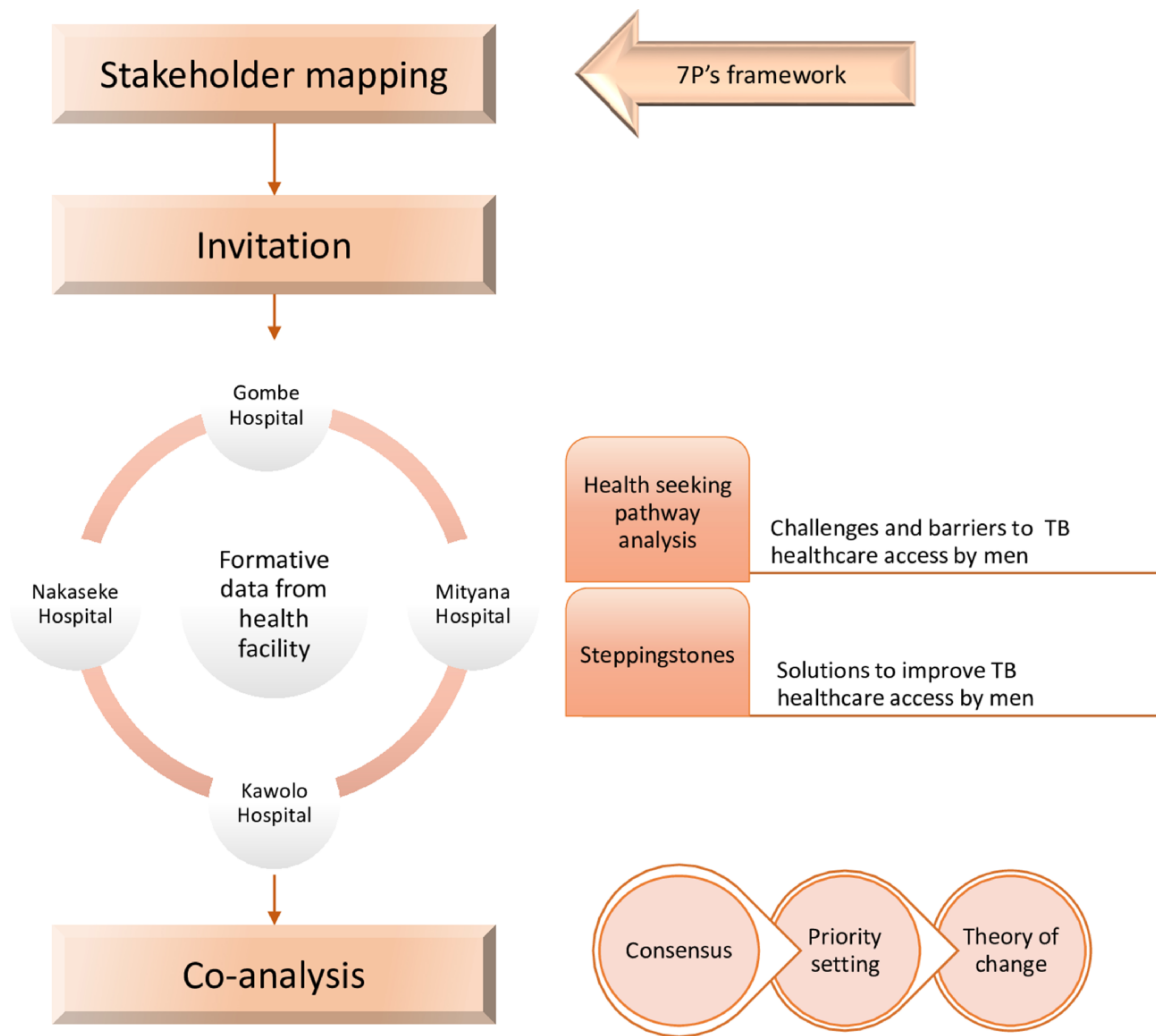 Stakeholder mapping
7P's framework
Invitation
Gombe
Hospital
Nakaseke
Hospital
Formative
data from
health
facility
Mityana
Hospital
Kawolo
Hospital
Health seeking
pathway
analysis
Challenges and barriers to TB
healthcare access by men
Steppingstones
Solutions to improve TB
healthcare access by men
Co-analysis
Consensus
Priority
setting
Theory of
change